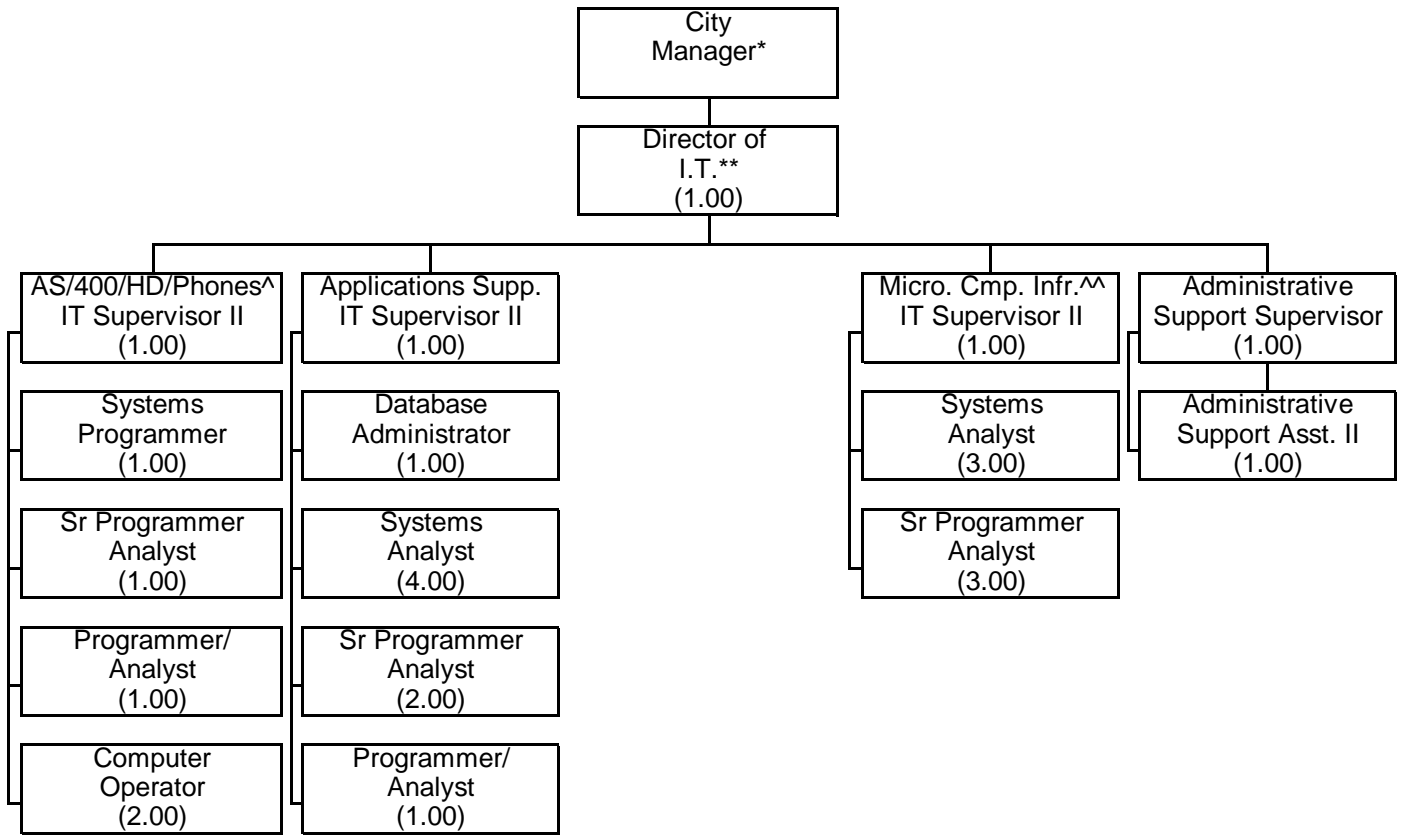 City
Manager*
Director of
I.T.**
(1.00)
AS/400/HD/Phones^
IT Supervisor II
(1.00)
Systems
Programmer
(1.00)
Sr Programmer
Analyst
(1.00)
Programmer/
Analyst
(1.00)
Computer
Operator
(2.00)
Applications Supp.
IT Supervisor II
(1.00)
Database
Administrator
(1.00)
Systems
Analyst
(4.00)
Sr Programmer
Analyst
(2.00)
Programmer/
Analyst
(1.00)
Micro. Cmp. Infr.^^
IT Supervisor II
(1.00)
Systems
Analyst
(3.00)
Sr Programmer
Analyst
(3.00)
Administrative
Support Supervisor
(1.00)
Administrative
Support Asst. II
(1.00)